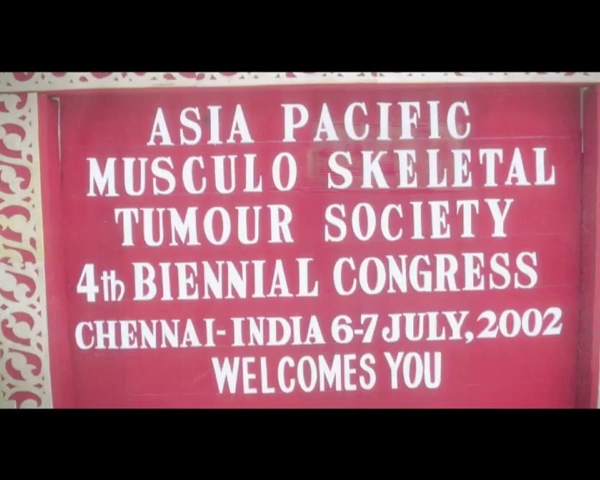 ASIA PACIFIC
MUSCULO SKELETAL
TUMOUR SOCIETY
4th BIENNIAL CONGRESS
CHENNAI-INDIA 6-7 JULY, 2002
WELCOMES YOU